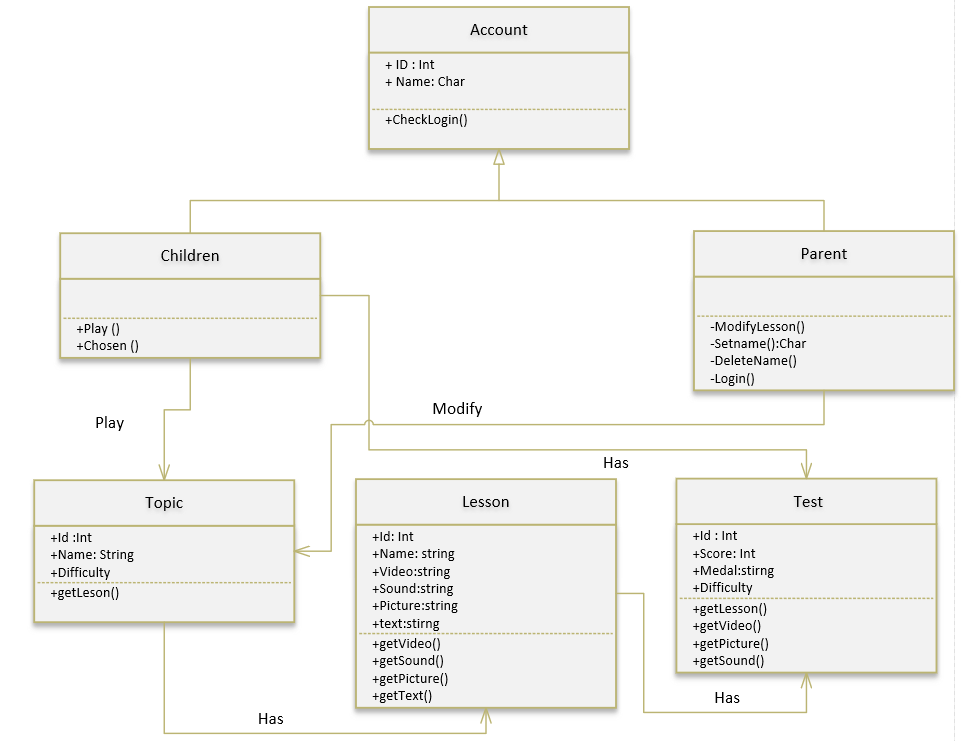 Account
+ ID : Int
+ Name: Char
+CheckLogin()
Children
+Play ()
+Chosen ()
Parent
-ModifyLesson()
-Setname():Char
-DeleteName()
-Login()
Play
Modify
Has
Topic
+Id :Int
+Name: String
+Difficulty
+getLeson()
Lesson
+Id: Int
+Name: string
+Video:string
+Sound:string
+Picture:string
+text:stirng
+getVideo()
+getSound()
+getPicture()
+getText()
Test
+Id : Int
+Score: Int
+Medal:stirng
+Difficulty
+getLesson()
+getVideo()
+getPicture()
+getSound()
Has
Has